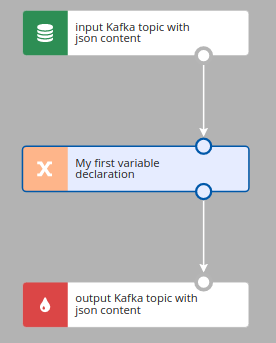 input Kafka topic with
json content
My first variable
declaration
output Kafka topic with
json content